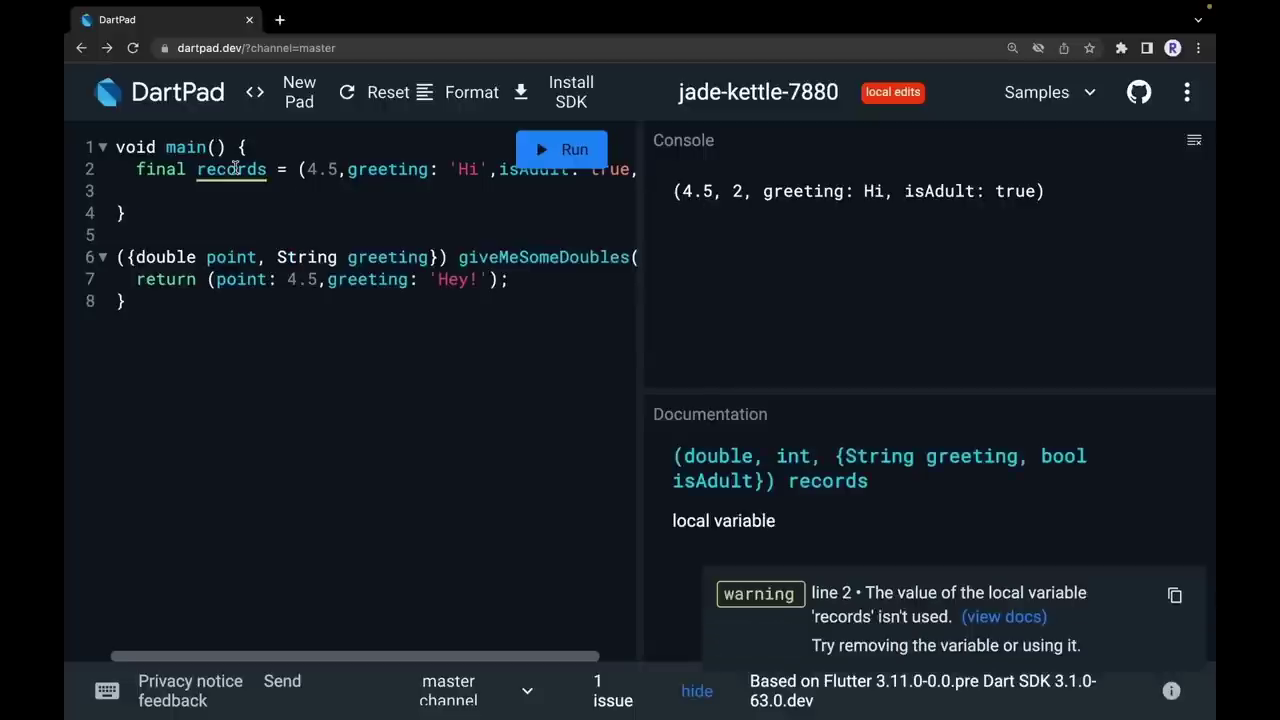 DartPad
dartpad.dev/?channel=master
R
DartPad
New Pad
Reset
Format
Install SDK
jade-kettle-7880
local edits
Samples
1 void main() {
2 final records = (4.5,greeting: 'Hi',isAdult: true,
3
4 }
5
6 ({double point, String greeting}) giveMeSomeDoubles(
7 return (point: 4.5,greeting: 'Hey!');
8 }
Run
Console
(4.5, 2, greeting: Hi, isAdult: true)
Documentation
(double, int, {String greeting, bool
isAdult}) records
local variable
warning
line 2 • The value of the local variable
'records' isn't used. (view docs)
Try removing the variable or using it.
Privacy notice
feedback
Send
master
channel
1
issue
hide
Based on Flutter 3.11.0-0.0.pre Dart SDK 3.1.0-
63.0.dev